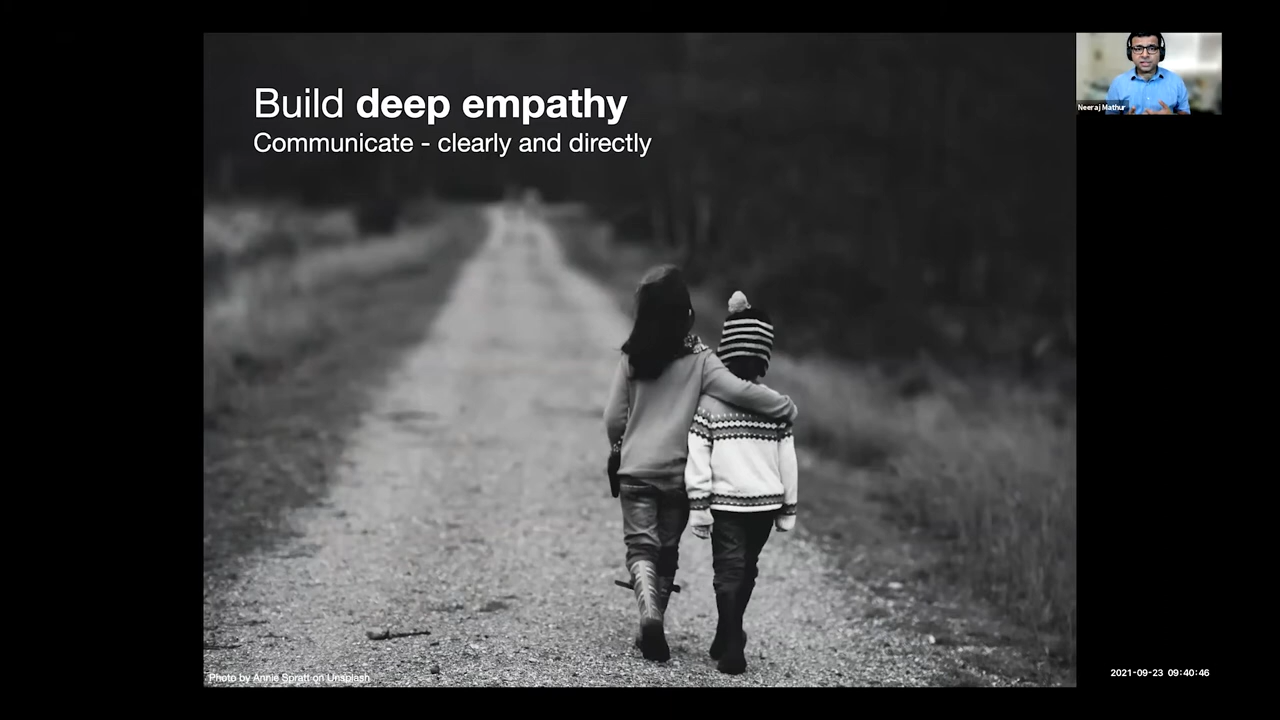 Build deep empathy
Communicate - clearly and directly
Neeraj Mathur
Photo by Annie Spratt on Unsplash
2021-09-23 09:40:46